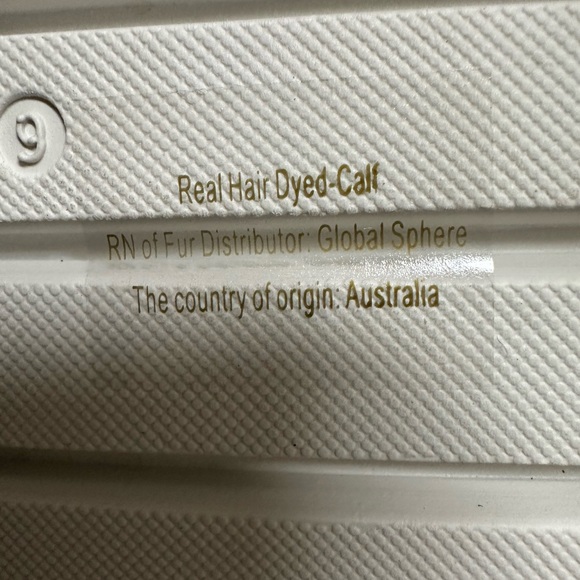 9
Real Hair Dyed-Calf
RN of Fur Distributor: Global Sphere
The country of origin: Australia